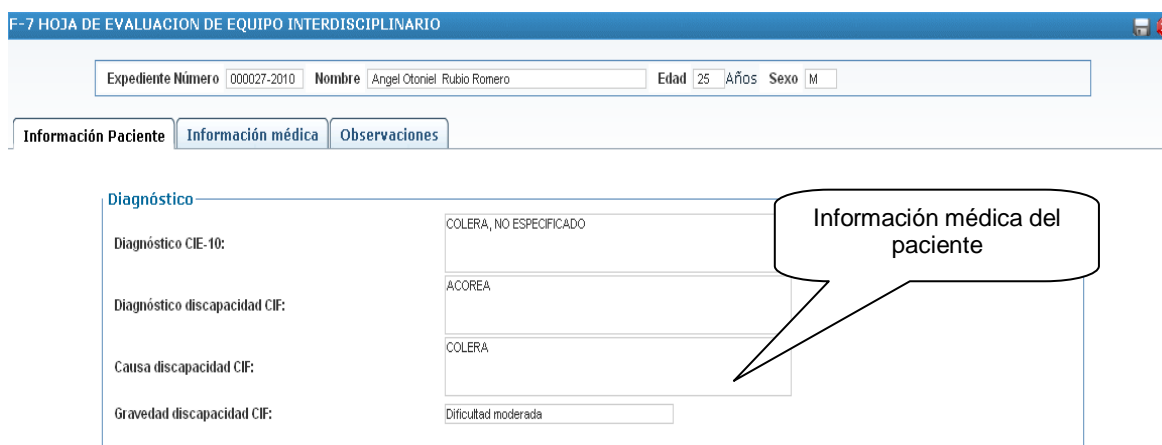 F-7 HOJA DE EVALUACION DE EQUIPO INTERDISCIPLINARIO
Expediente Número 000027-2010 Nombre Angel Otoniel Rubio Romero Edad 25 Años Sexo M
Información Paciente Información médica Observaciones
Diagnóstico
Diagnóstico CIE-10: COLERA, NO ESPECIFICADO
Información médica del
paciente
Diagnóstico discapacidad CIF: ACOREA
Causa discapacidad CIF: COLERA
Gravedad discapacidad CIF: Dificultad moderada